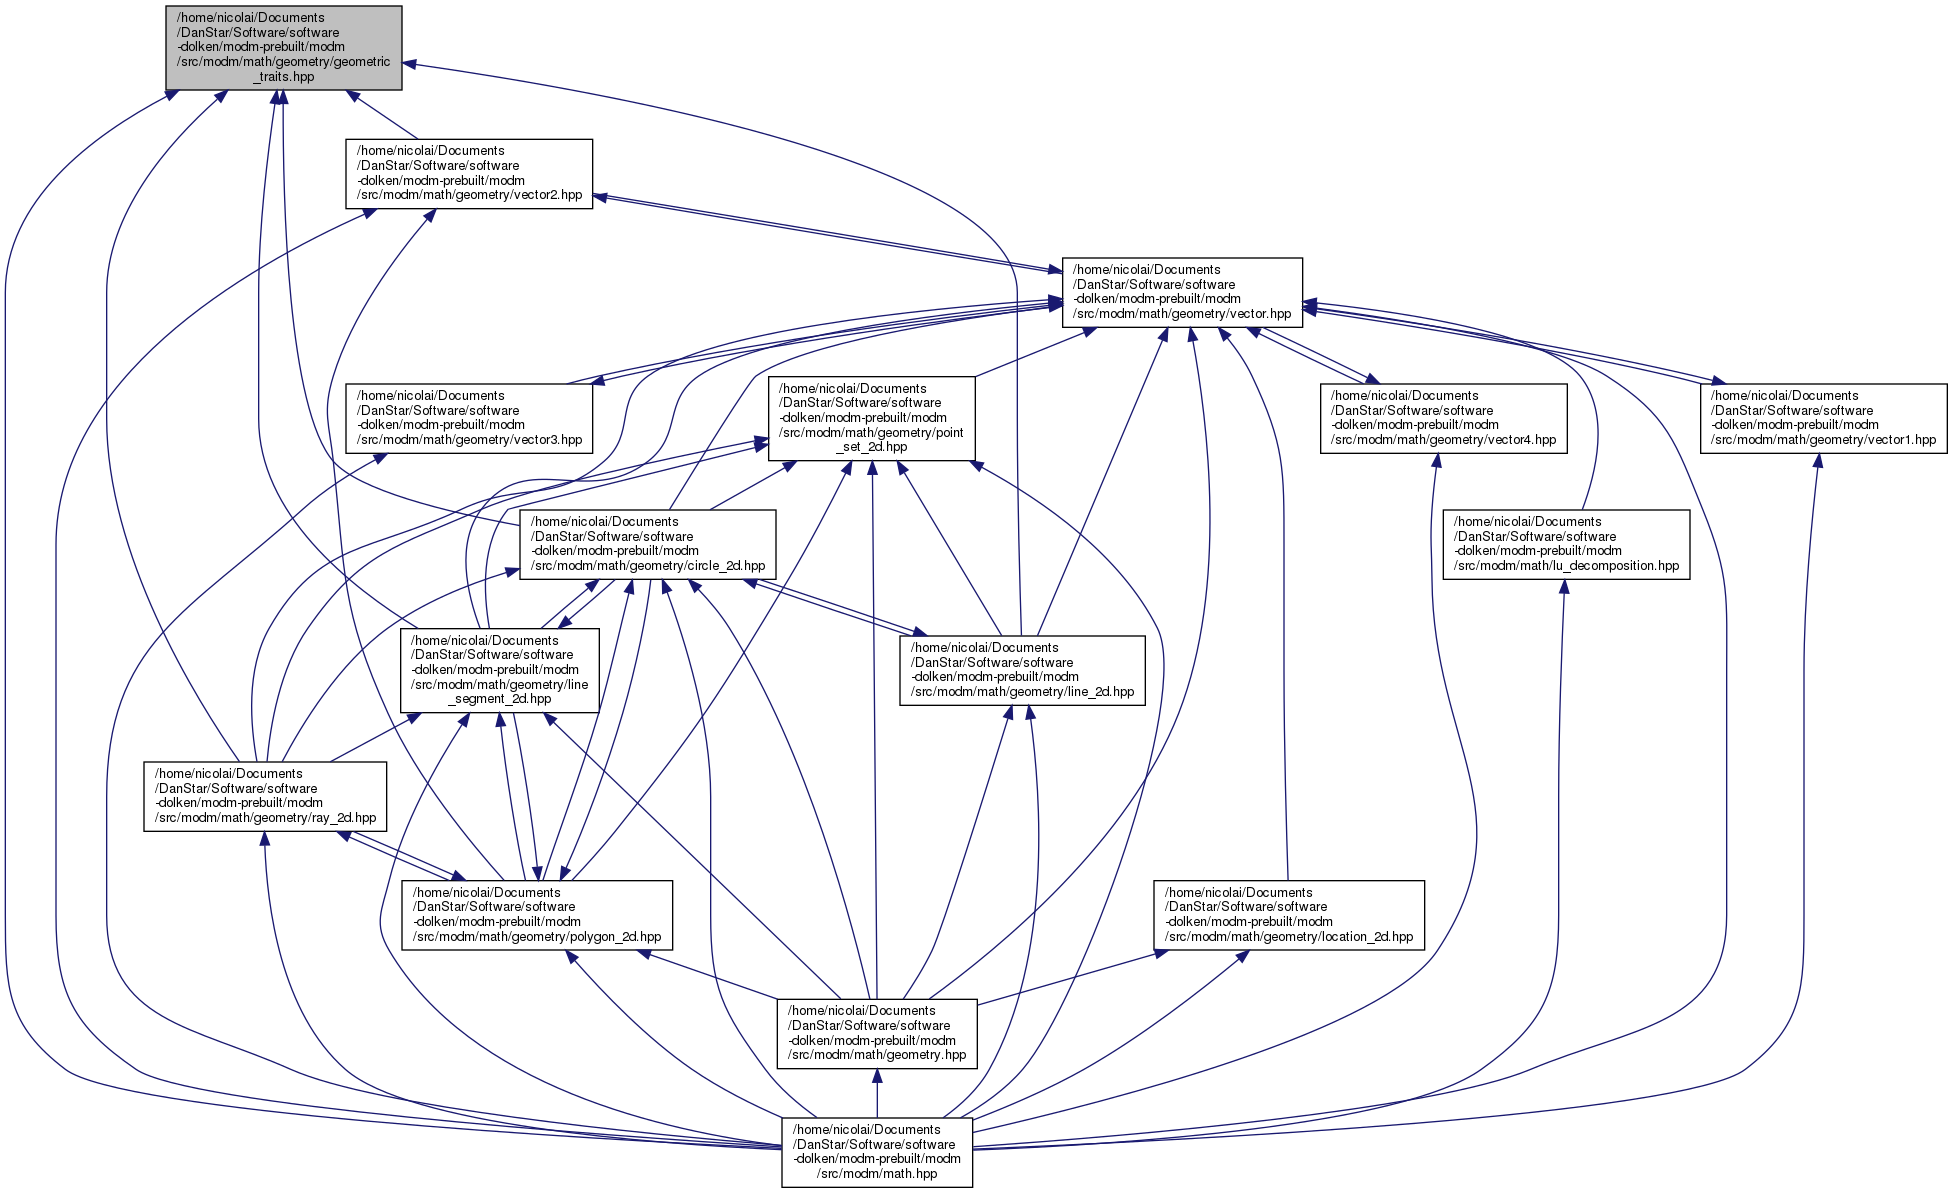 /home/nicolai/Documents
/DanStar/Software/software
-dolken/modm-prebuilt/modm
/src/modm/math/geometry/geometric
_traits.hpp
/home/nicolai/Documents
/DanStar/Software/software
-dolken/modm-prebuilt/modm
/src/modm/math/geometry/vector2.hpp
/home/nicolai/Documents
/DanStar/Software/software
-dolken/modm-prebuilt/modm
/src/modm/math/geometry/vector.hpp
/home/nicolai/Documents
/DanStar/Software/software
-dolken/modm-prebuilt/modm
/src/modm/math/geometry/vector3.hpp
/home/nicolai/Documents
/DanStar/Software/software
-dolken/modm-prebuilt/modm
/src/modm/math/geometry/point
_set_2d.hpp
/home/nicolai/Documents
/DanStar/Software/software
-dolken/modm-prebuilt/modm
/src/modm/math/geometry/vector4.hpp
/home/nicolai/Documents
/DanStar/Software/software
-dolken/modm-prebuilt/modm
/src/modm/math/geometry/vector1.hpp
/home/nicolai/Documents
/DanStar/Software/software
-dolken/modm-prebuilt/modm
/src/modm/math/geometry/circle_2d.hpp
/home/nicolai/Documents
/DanStar/Software/software
-dolken/modm-prebuilt/modm
/src/modm/math/lu_decomposition.hpp
/home/nicolai/Documents
/DanStar/Software/software
-dolken/modm-prebuilt/modm
/src/modm/math/geometry/line
_segment_2d.hpp
/home/nicolai/Documents
/DanStar/Software/software
-dolken/modm-prebuilt/modm
/src/modm/math/geometry/line_2d.hpp
/home/nicolai/Documents
/DanStar/Software/software
-dolken/modm-prebuilt/modm
/src/modm/math/geometry/ray_2d.hpp
/home/nicolai/Documents
/DanStar/Software/software
-dolken/modm-prebuilt/modm
/src/modm/math/geometry/polygon_2d.hpp
/home/nicolai/Documents
/DanStar/Software/software
-dolken/modm-prebuilt/modm
/src/modm/math/geometry/location_2d.hpp
/home/nicolai/Documents
/DanStar/Software/software
-dolken/modm-prebuilt/modm
/src/modm/math/geometry.hpp
/home/nicolai/Documents
/DanStar/Software/software
-dolken/modm-prebuilt/modm
/src/modm/math.hpp